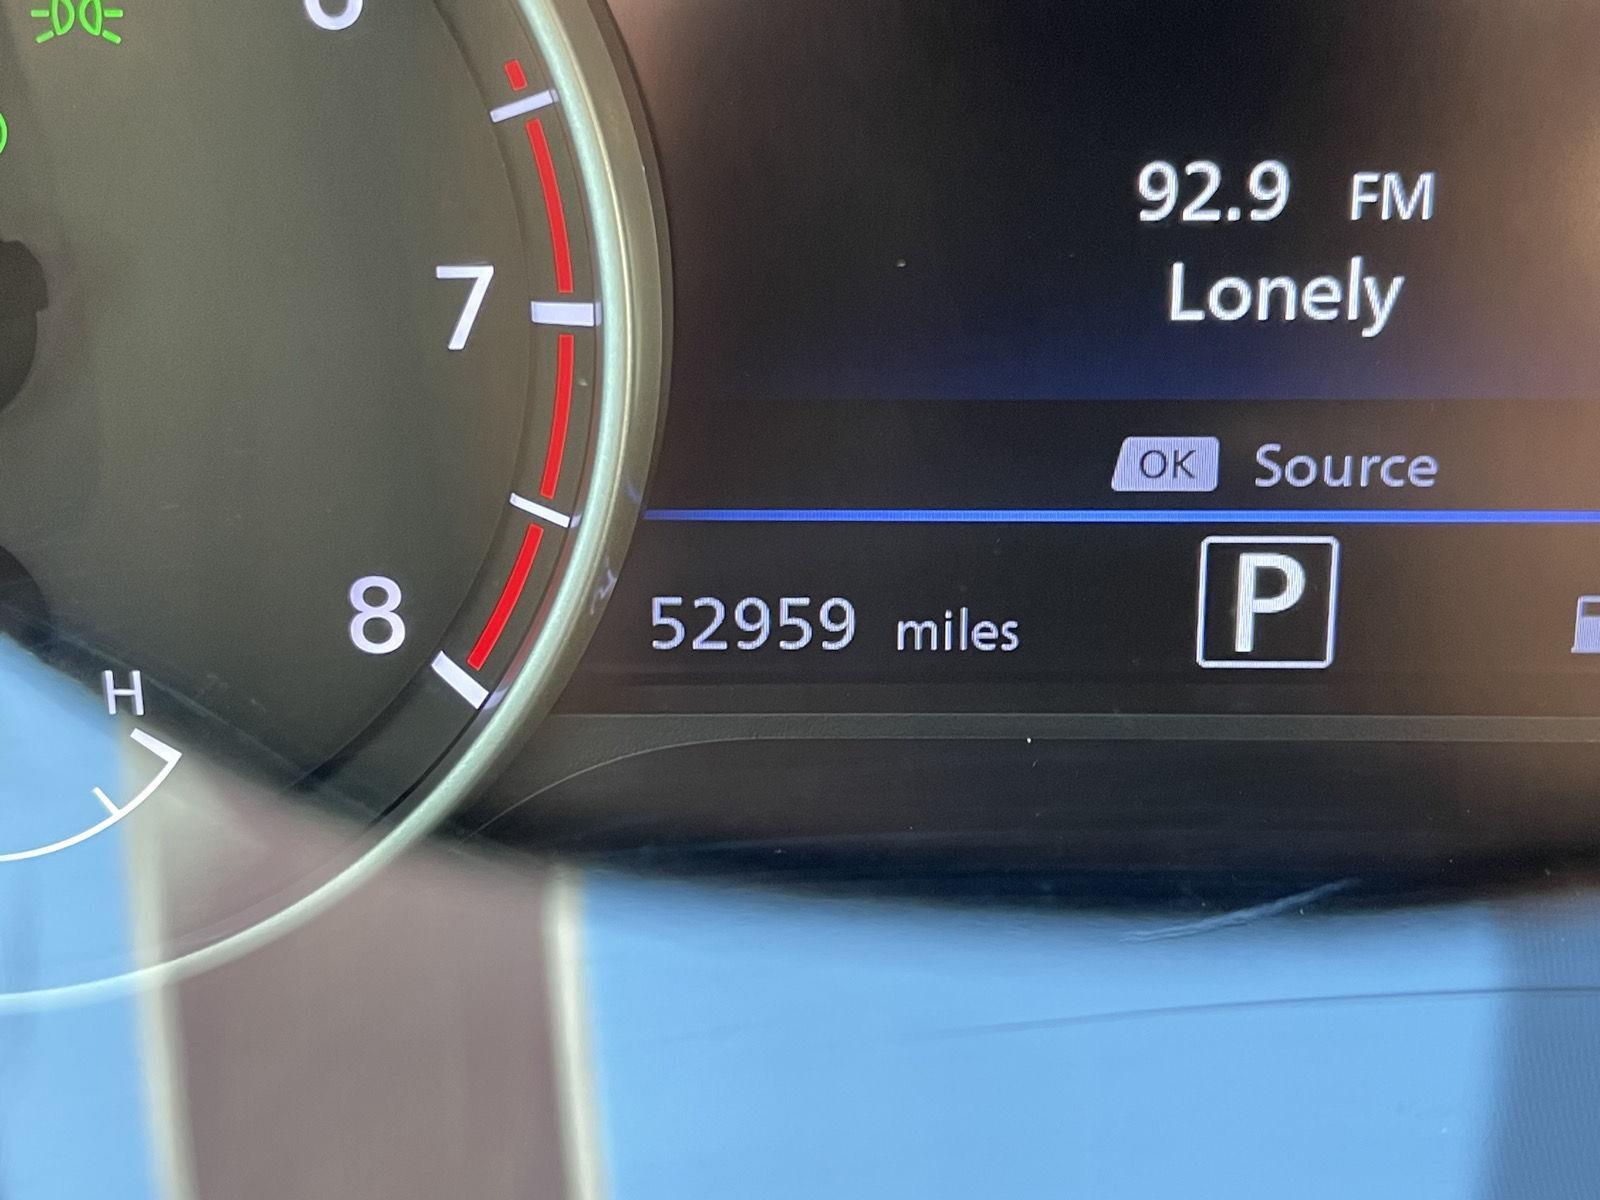 7
8
H
92.9 FM
Lonely
OK Source
52959 miles
P